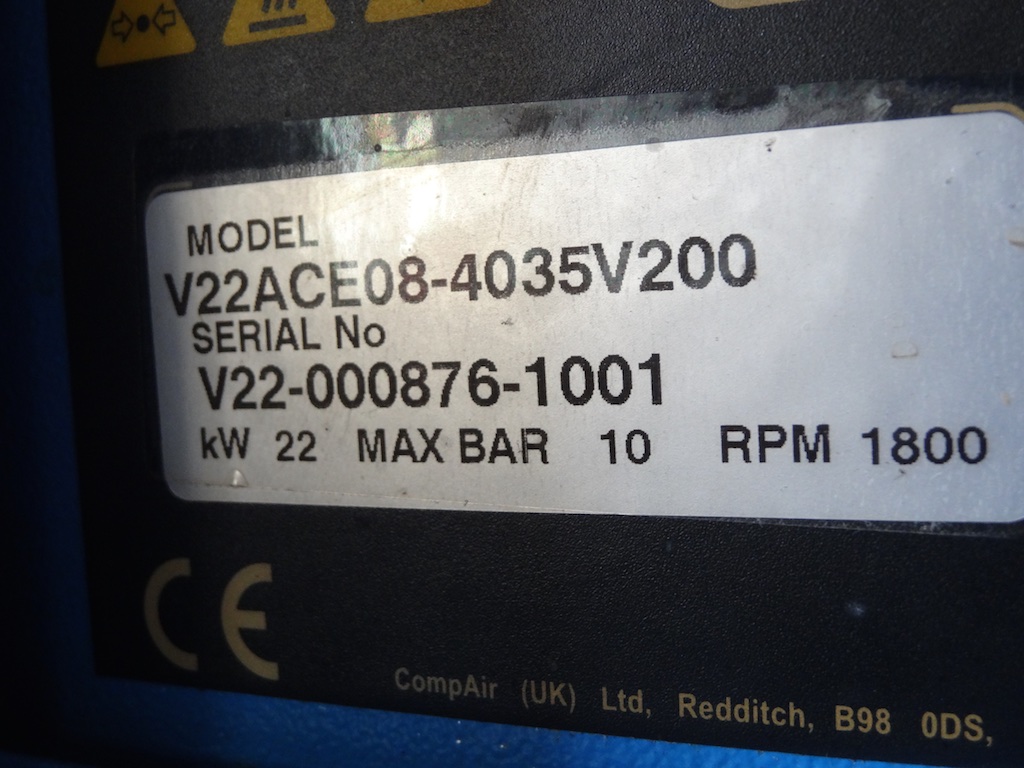 MODEL
V22ACE08-4035V200
SERIAL No
V22-000876-1001
kW 22 MAX BAR 10 RPM 1800
CE
CompAir (UK) Ltd, Redditch, B98 0DS,